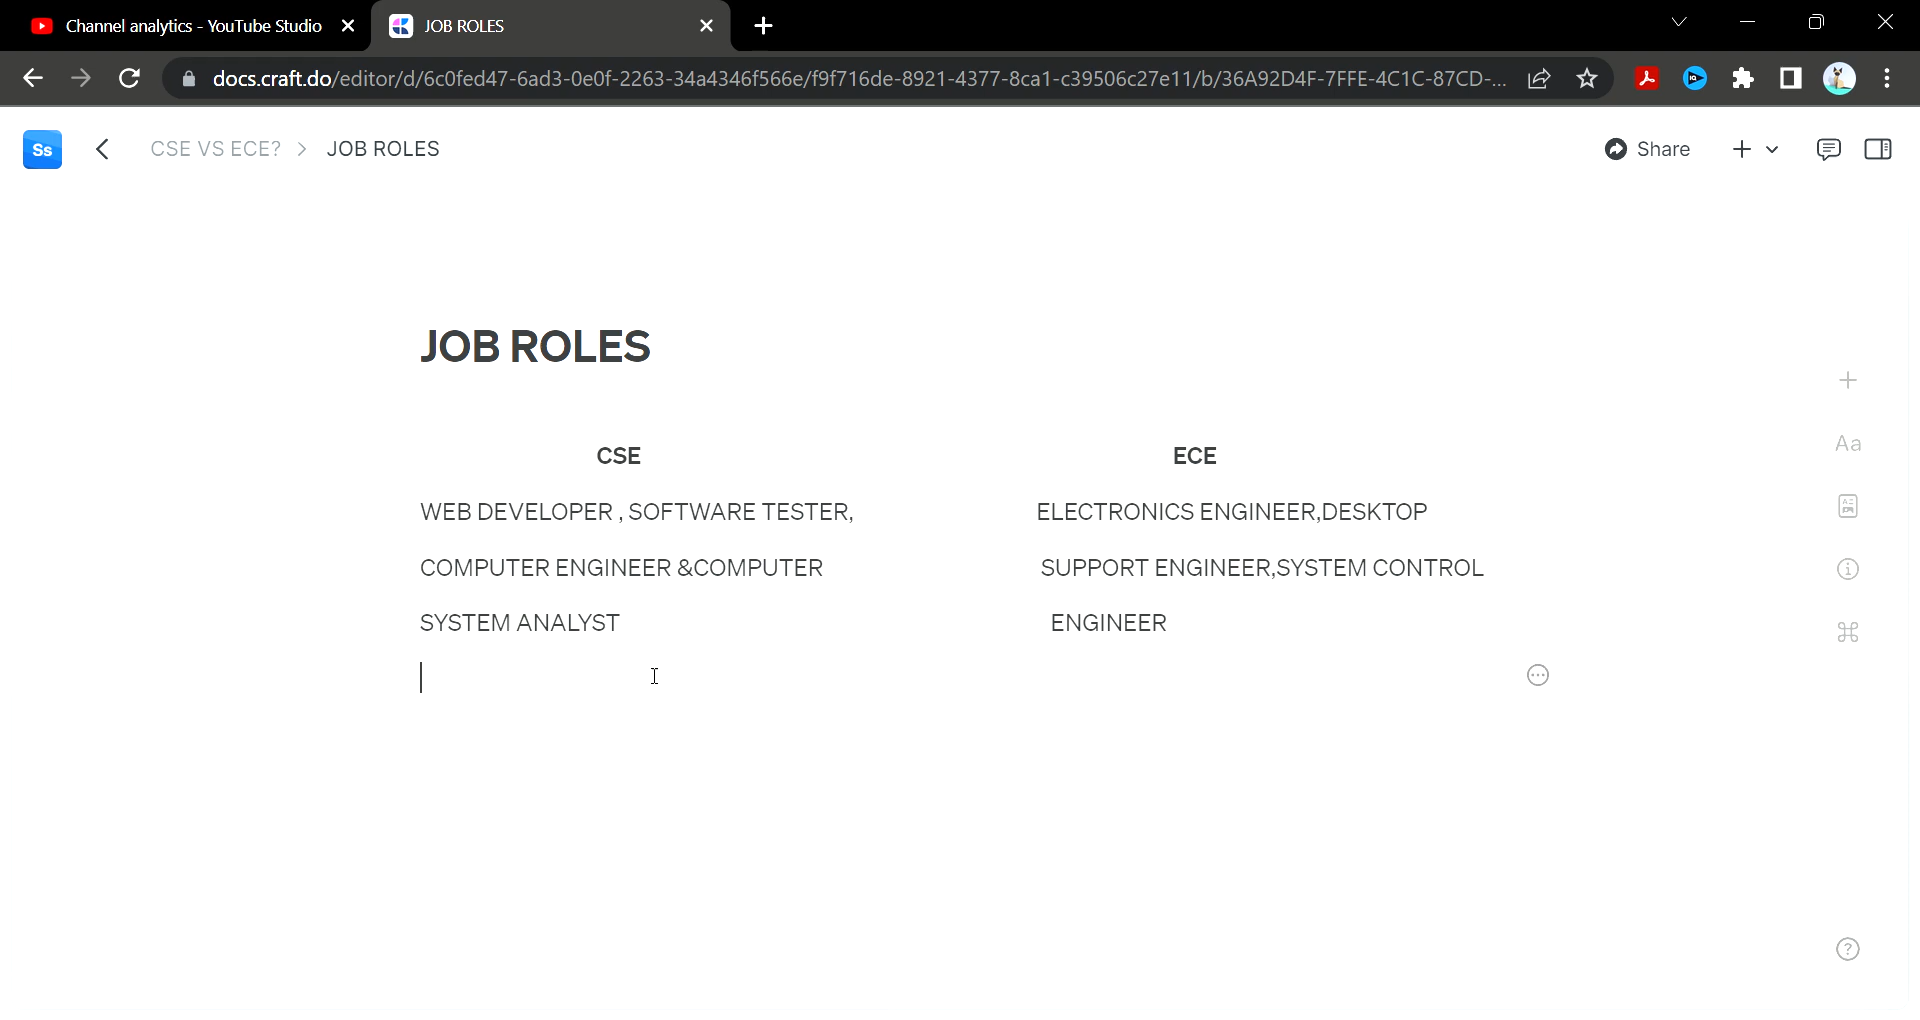 Channel analytics - YouTube Studio
JOB ROLES
docs.craft.do/editor/d/6c0fed47-6ad3-0e0f-2263-34a4346f566e/f9f716de-8921-4377-8ca1-c39506c27e11/b/36A92D4F-7FFE-4C1C-87CD-...
Ss
CSE VS ECE? > JOB ROLES
Share
JOB ROLES
CSE ECE
WEB DEVELOPER , SOFTWARE TESTER, ELECTRONICS ENGINEER,DESKTOP
COMPUTER ENGINEER &COMPUTER SUPPORT ENGINEER,SYSTEM CONTROL
SYSTEM ANALYST ENGINEER
Aa